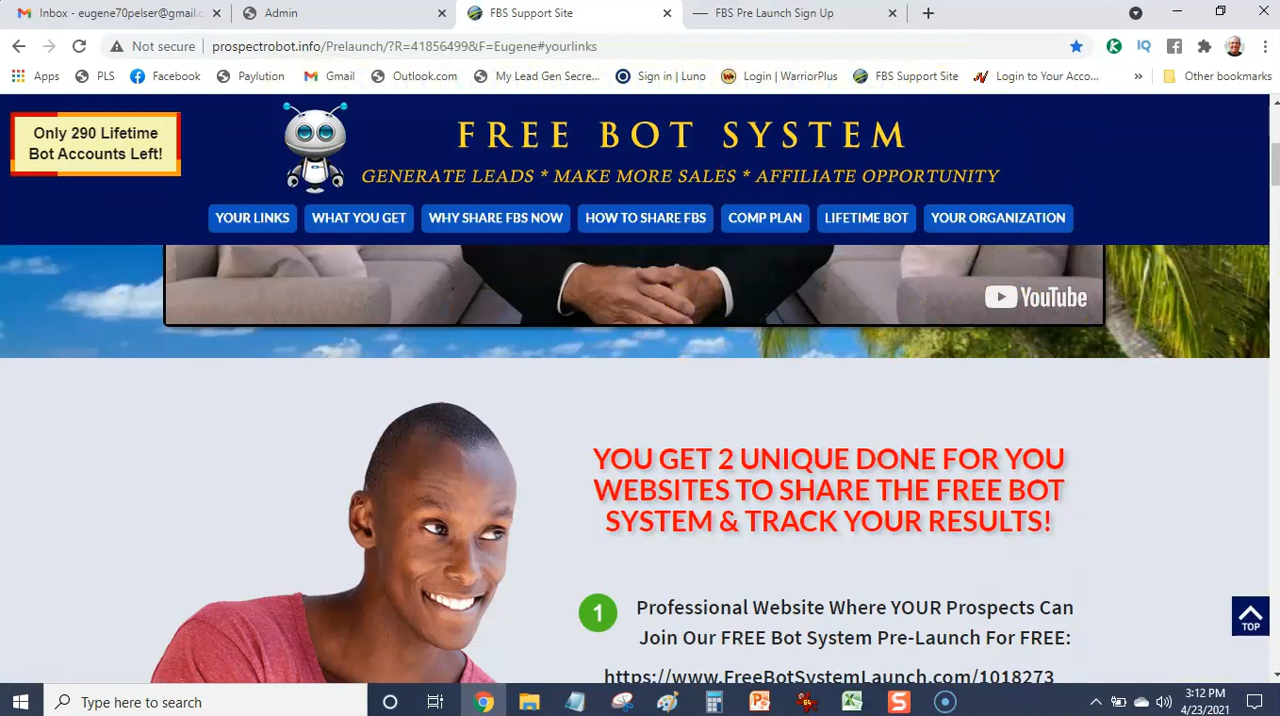 Inbox - eugene70pelser@gmail.c
Admin
FBS Support Site
FBS Pre Launch Sign Up
Not secure
prospectrobot.info/Prelaunch/?R=41856499&F=Eugene#yourlinks
Apps
PLS
Facebook
Paylution
Gmail
Outlook.com
My Lead Gen Secre...
Sign in | Luno
Login | WarriorPlus
FBS Support Site
Login to Your Acco...
»
Other bookmarks
Only 290 Lifetime
Bot Accounts Left!
FREE BOT SYSTEM
GENERATE LEADS * MAKE MORE SALES * AFFILIATE OPPORTUNITY
YOUR LINKS
WHAT YOU GET
WHY SHARE FBS NOW
HOW TO SHARE FBS
COMP PLAN
LIFETIME BOT
YOUR ORGANIZATION
YouTube
YOU GET 2 UNIQUE DONE FOR YOU
WEBSITES TO SHARE THE FREE BOT
SYSTEM & TRACK YOUR RESULTS!
1
Professional Website Where YOUR Prospects Can
Join Our FREE Bot System Pre-Launch For FREE:
https://www.FreeBotSystemLaunch.com/1018273
TOP
Type here to search
3:12 PM
4/23/2021